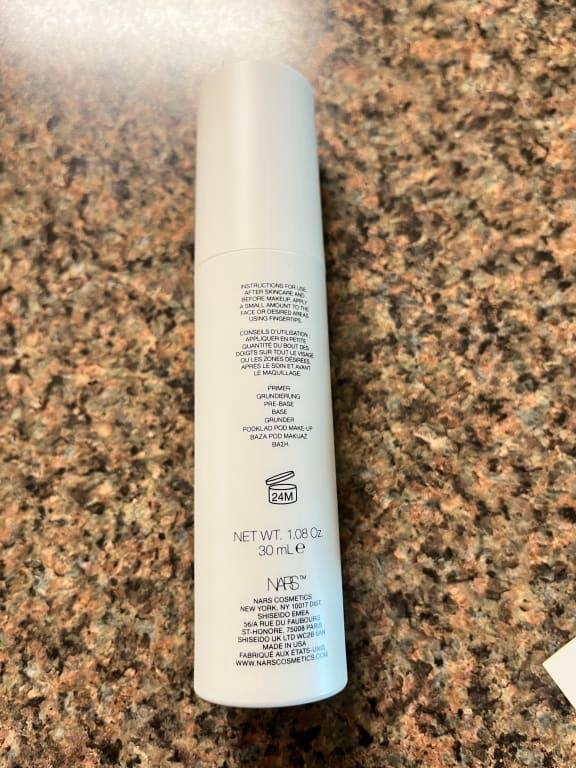 INSTRUCTIONS FOR USE:
AFTER SKINCARE AND
BEFORE MAKEUP, APPLY
A SMALL AMOUNT TO THE
FACE OR DESIRED AREAS
USING FINGERTIPS.
CONSEILS D'UTILISATION :
APPLIQUER EN PETITE
QUANTITÉ DU BOUT DES
DOIGTS SUR TOUT LE VISAGE
OU LES ZONES DÉSIRÉES,
APRÈS LE SOIN ET AVANT
LE MAQUILLAGE.
PRIMER
GRUNDIERUNG
PRE-BASE
BASE
GRUNDER
PODKLAD POD MAKE-UP
BAZA POD MAKIJAŻ
ΒΑΣΗ
24M
NET WT. 1.08 Oz.
30 mL e
NARS™
NARS COSMETICS
NEW YORK, NY 10017 DIST.
SHISEIDO EMEA
56/A RUE DU FAUBOURG
ST-HONORE, 75008 PARIS
SHISEIDO UK LTD WC2B 6AN
MADE IN USA
FABRIQUÉ AUX ÉTATS-UNIS
WWW.NARSCOSMETICS.COM